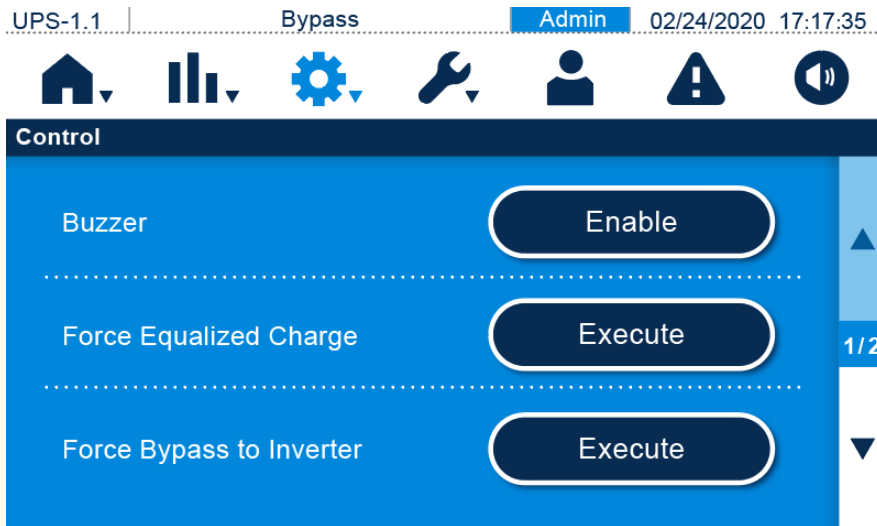 UPS-1.1 Bypass Admin 02/24/2020 17:17:35
Control
Buzzer Enable
Force Equalized Charge Execute
1/2
Force Bypass to Inverter Execute